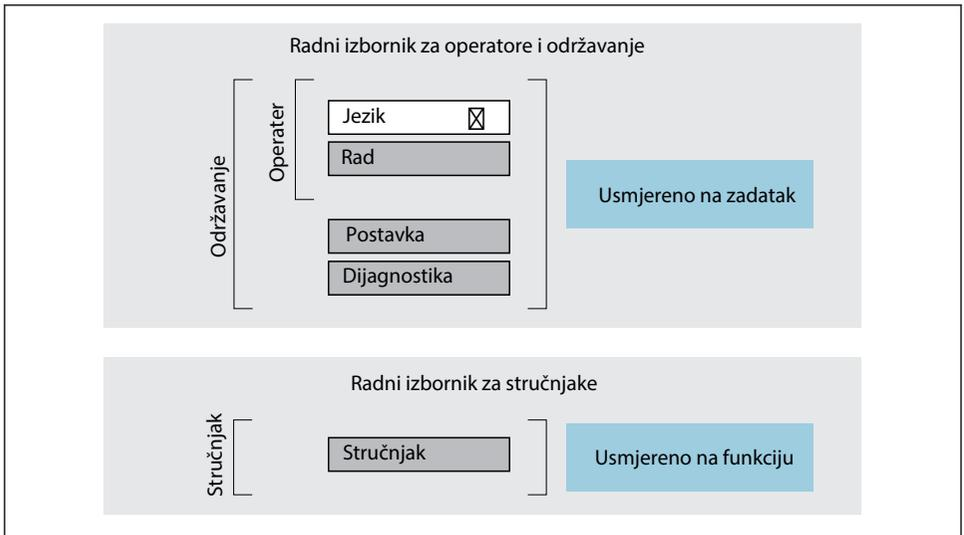 Radni izbornik za operatore i održavanje
Održavanje
Operater
Jezik
Rad
Postavka
Dijagnostika
Usmjereno na zadatak
Radni izbornik za stručnjake
Stručnjak
Stručnjak
Usmjereno na funkciju